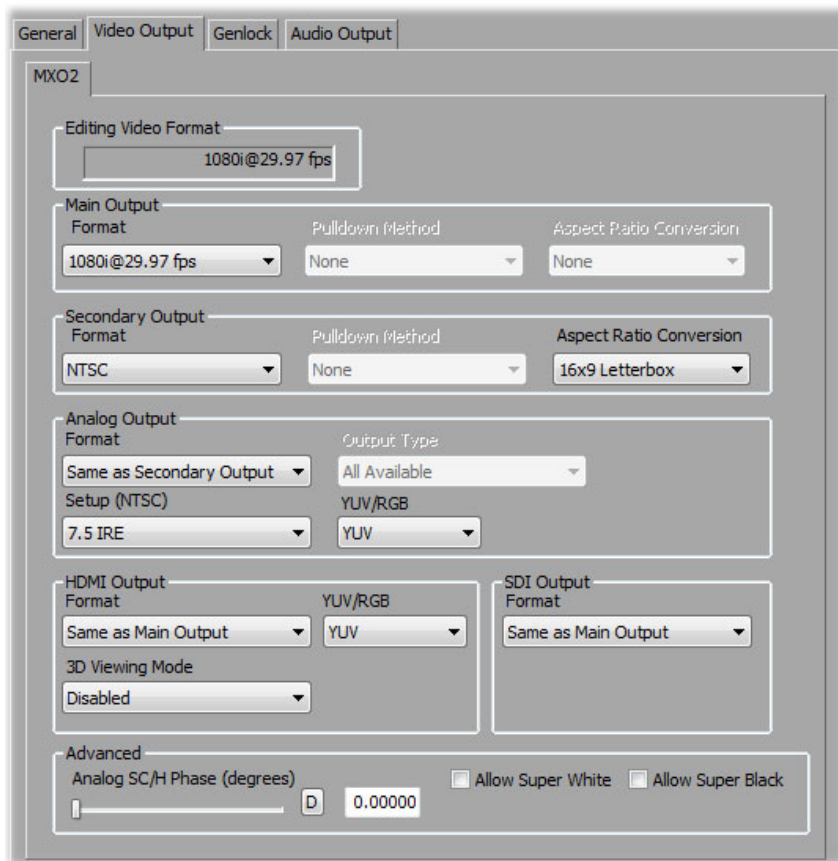 General Video Output Genlock Audio Output
MXO2
Editing Video Format
1080i@29.97 fps
Main Output
Format Pulldown Method Aspect Ratio Conversion
1080i@29.97 fps None None
Secondary Output
Format Pulldown Method Aspect Ratio Conversion
NTSC None 16x9 Letterbox
Analog Output
Format Output Type
Same as Secondary Output All Available
Setup (NTSC) YUV/RGB
7.5 IRE YUV
HDMI Output
Format YUV/RGB
Same as Main Output YUV
3D Viewing Mode
Disabled
SDI Output
Format
Same as Main Output
Advanced
Analog SC/H Phase (degrees) D 0.00000 Allow Super White Allow Super Black